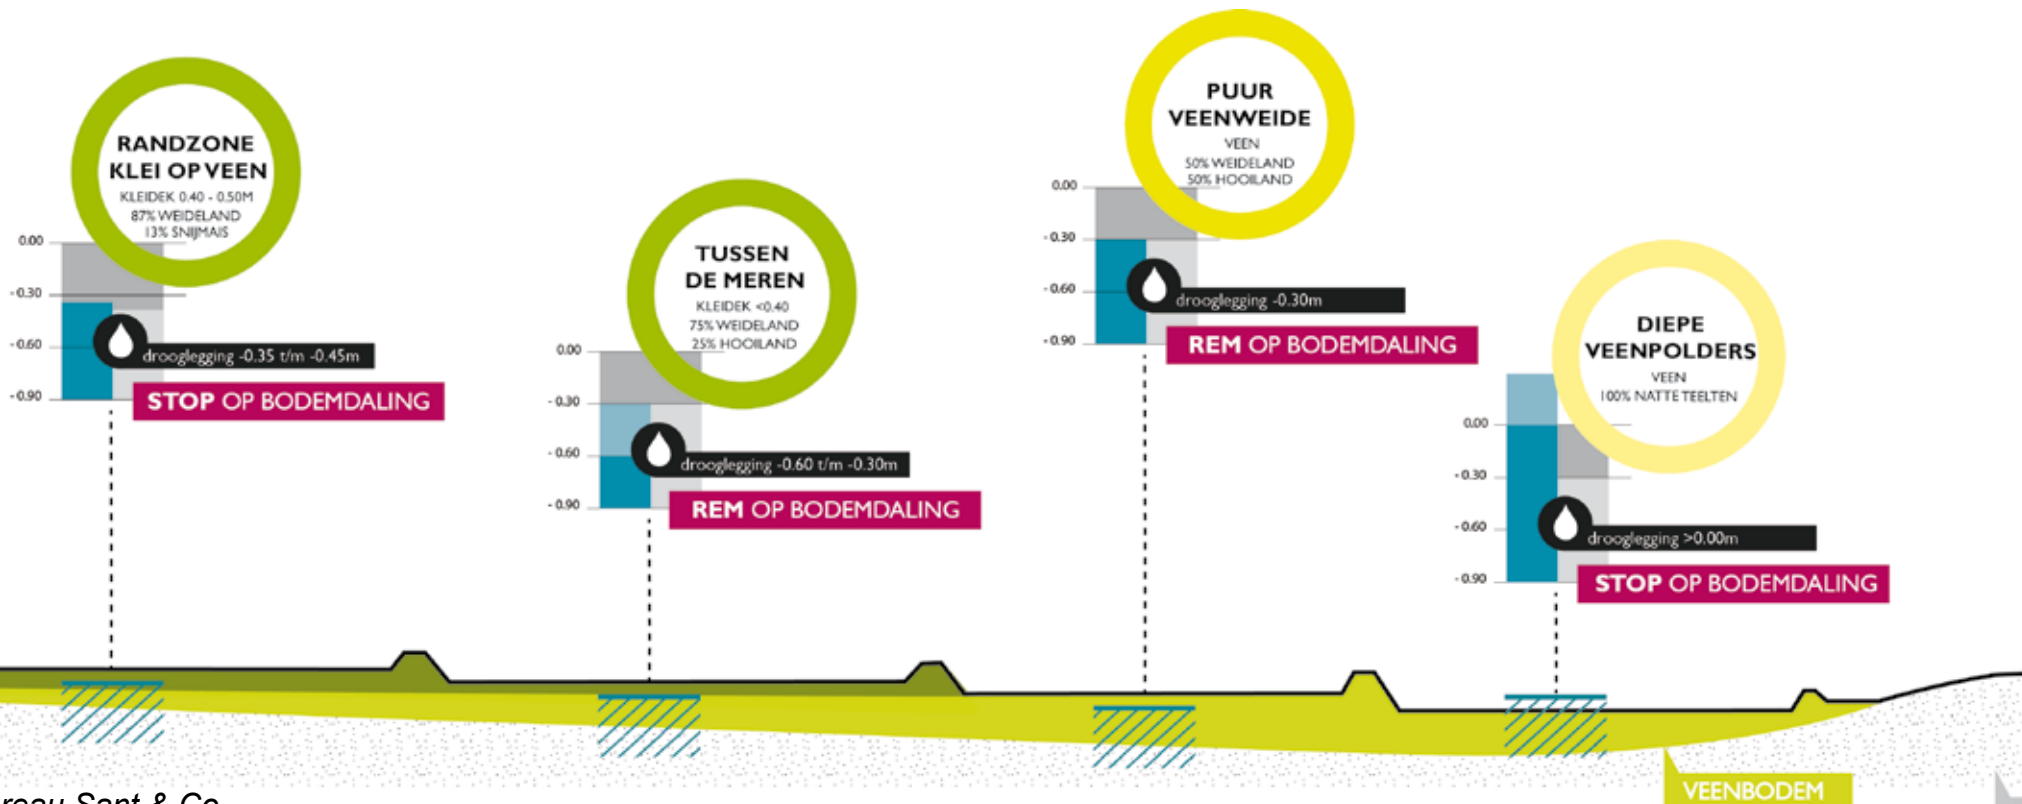 RANDZONE
KLEI OP VEEN
KLEIDEK 0.40 - 0.50M
87% WEIDELAND
13% SNIJMAIS
0.00
-0.30
-0.60
-0.90
drooglegging -0.35 t/m -0.45m
STOP OP BODEMDALING
TUSSEN
DE MEREN
KLEIDEK <0.40
75% WEIDELAND
25% HOOILAND
0.00
-0.30
-0.60
-0.90
drooglegging -0.60 t/m -0.30m
REM OP BODEMDALING
PUUR
VEENWEIDE
VEEN
50% WEIDELAND
50% HOOILAND
0.00
-0.30
-0.60
-0.90
drooglegging -0.30m
REM OP BODEMDALING
DIEPE
VEENPOLDERS
VEEN
100% NATTE TEELTEN
0.00
-0.30
-0.60
-0.90
drooglegging >0.00m
STOP OP BODEMDALING
VEENBODEM
reau Sant & Co